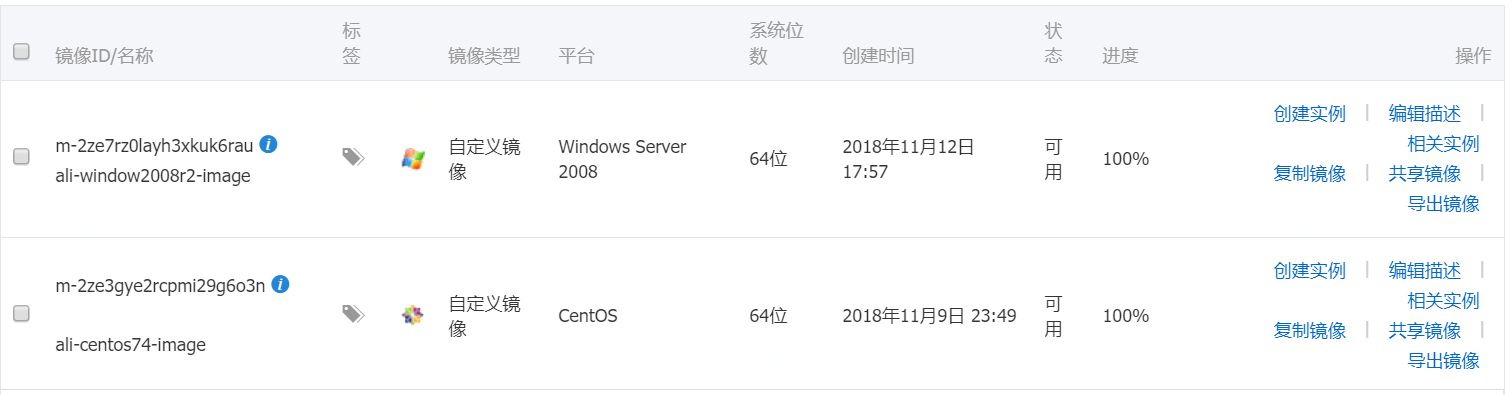 镜像ID/名称
标
签
镜像类型
平台
系统位
数
创建时间
状
态
进度
操作
m-2ze7rz0layh3xkuk6rau
ali-window2008r2-image
自定义镜
像
Windows Server
2008
64位
2018年11月12日
17:57
可
用
100%
创建实例 | 编辑描述 |
相关实例
复制镜像 | 共享镜像 |
导出镜像
m-2ze3gye2rcpmi29g6o3n
ali-centos74-image
自定义镜
像
CentOS
64位
2018年11月9日 23:49
可
用
100%
创建实例 | 编辑描述 |
相关实例
复制镜像 | 共享镜像 |
导出镜像